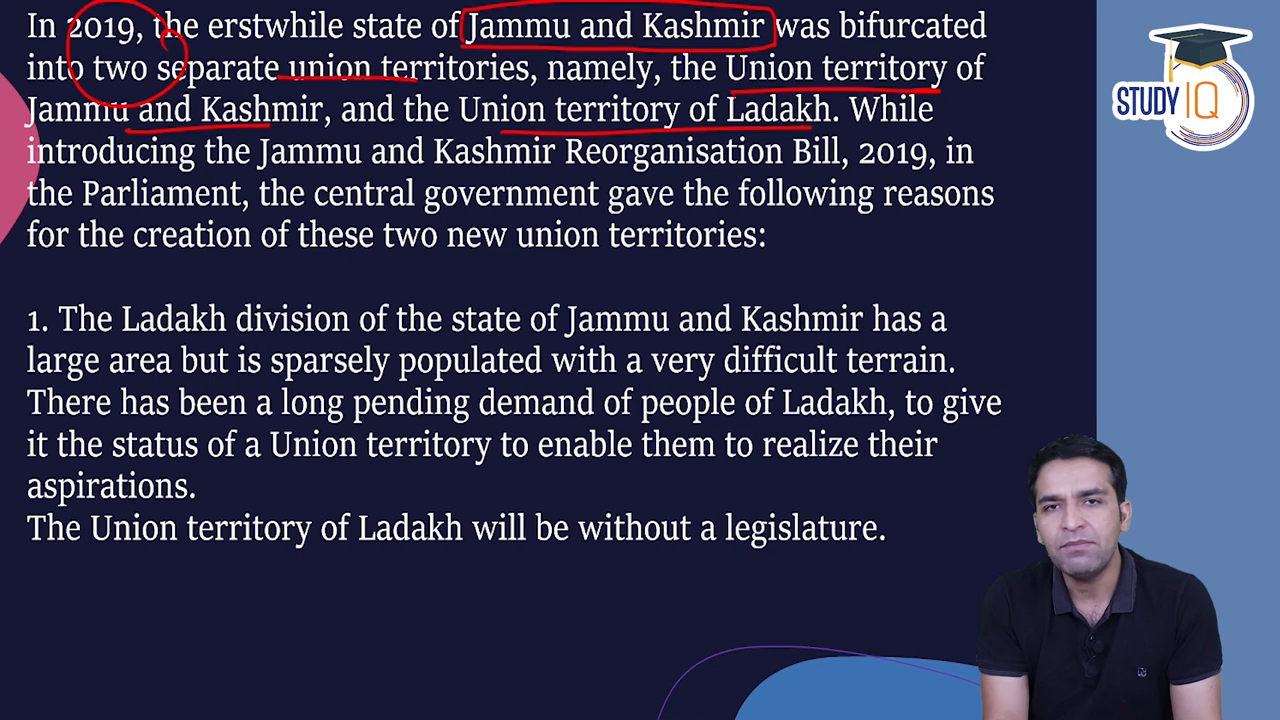 In 2019, the erstwhile state of Jammu and Kashmir was bifurcated
into two separate union territories, namely, the Union territory of
Jammu and Kashmir, and the Union territory of Ladakh. While
introducing the Jammu and Kashmir Reorganisation Bill, 2019, in
the Parliament, the central government gave the following reasons
for the creation of these two new union territories:
1. The Ladakh division of the state of Jammu and Kashmir has a
large area but is sparsely populated with a very difficult terrain.
There has been a long pending demand of people of Ladakh, to give
it the status of a Union territory to enable them to realize their
aspirations.
The Union territory of Ladakh will be without a legislature.
STUDY IQ